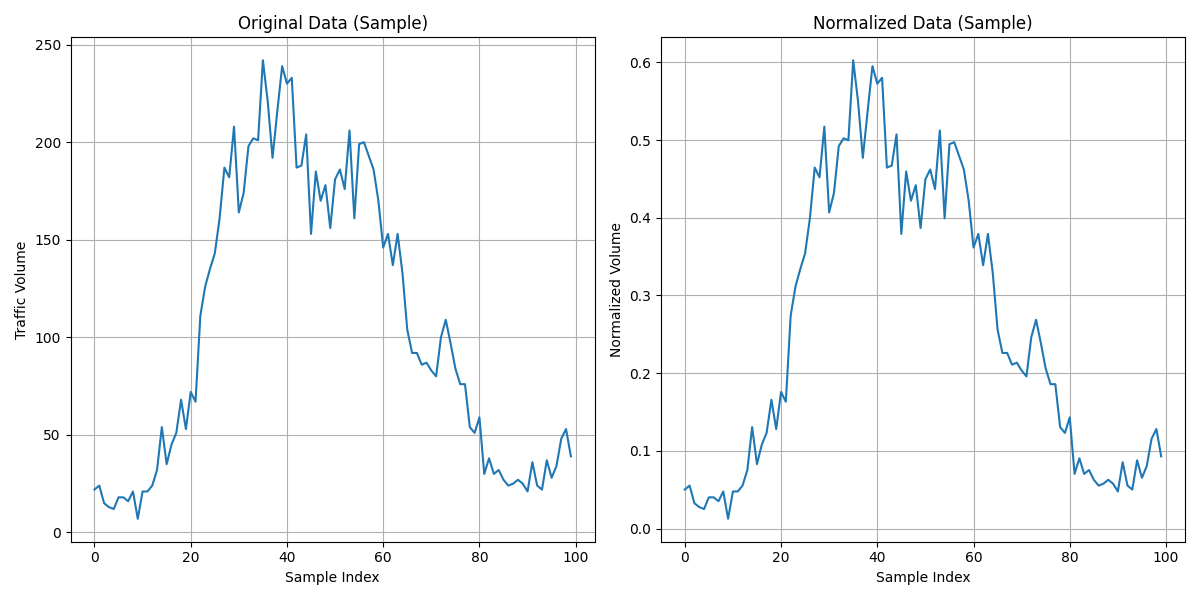 Original Data (Sample)
Traffic Volume
250
200
150
100
50
0
0 20 40 60 80 100
Sample Index
Normalized Data (Sample)
Normalized Volume
0.6
0.5
0.4
0.3
0.2
0.1
0.0
0 20 40 60 80 100
Sample Index